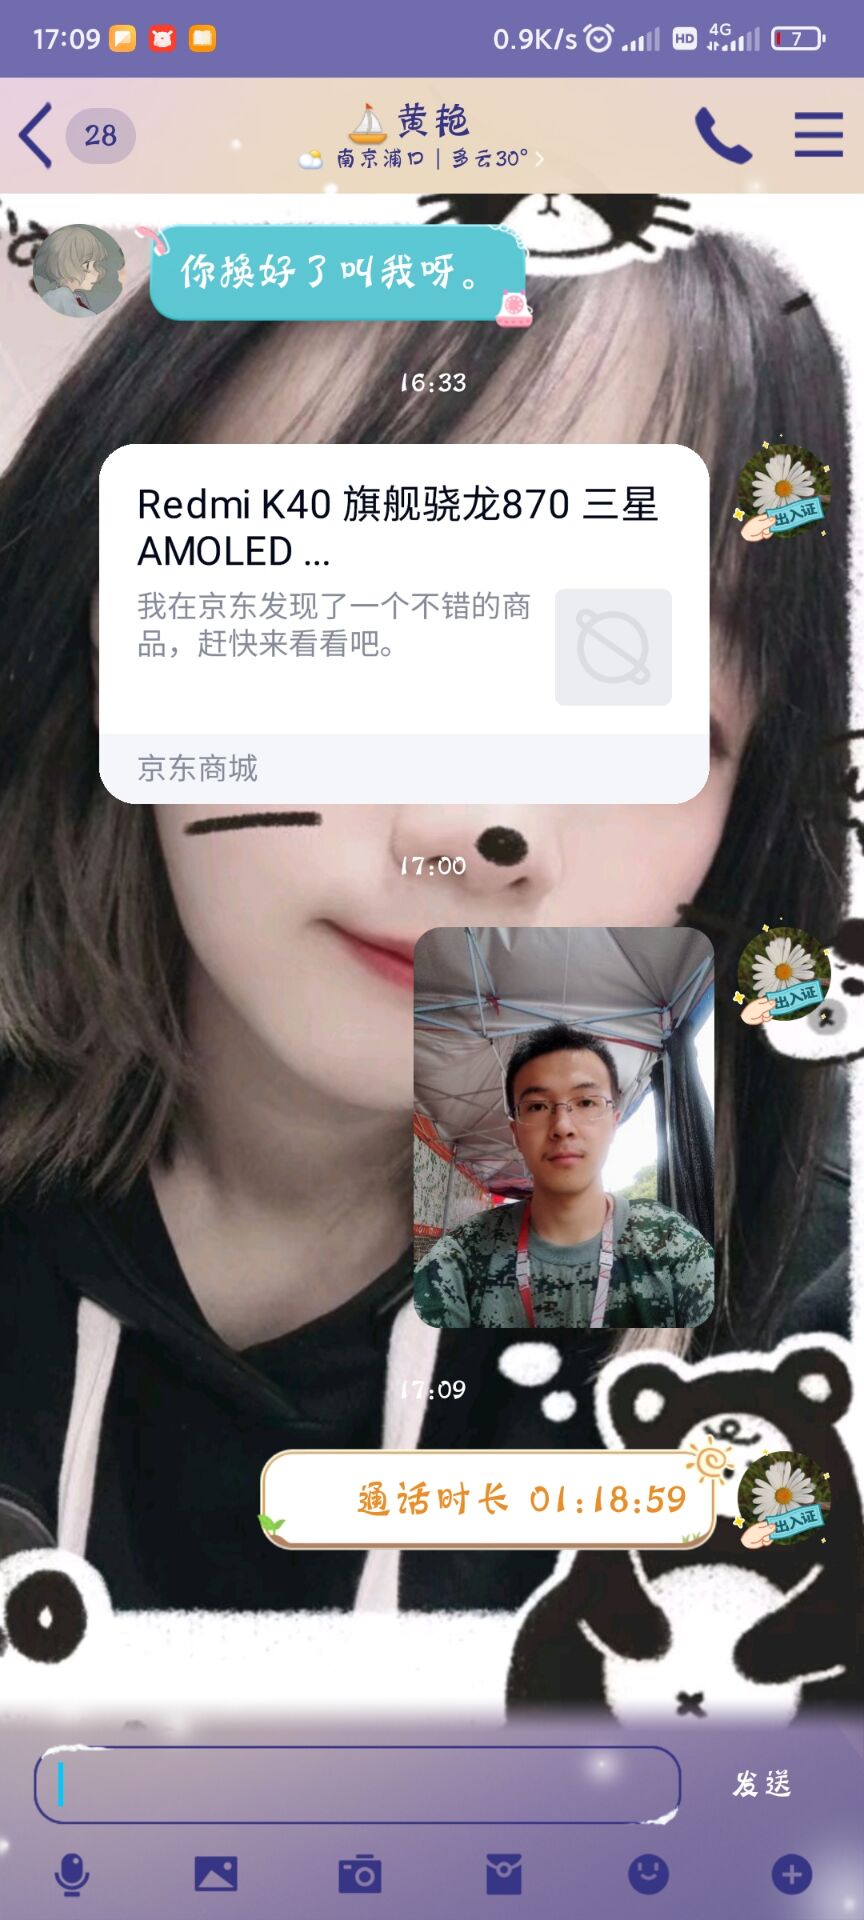 17:09
0.9K/s
HD
4G
7
28
黄艳
南京浦口 | 多云30°
你换好了叫我呀。
16:33
Redmi K40 旗舰骁龙870 三星
AMOLED ...
我在京东发现了一个不错的商
品，赶快来看看吧。
京东商城
出入证
17:00
出入证
17:09
通话时长 01:18:59
出入证
发送